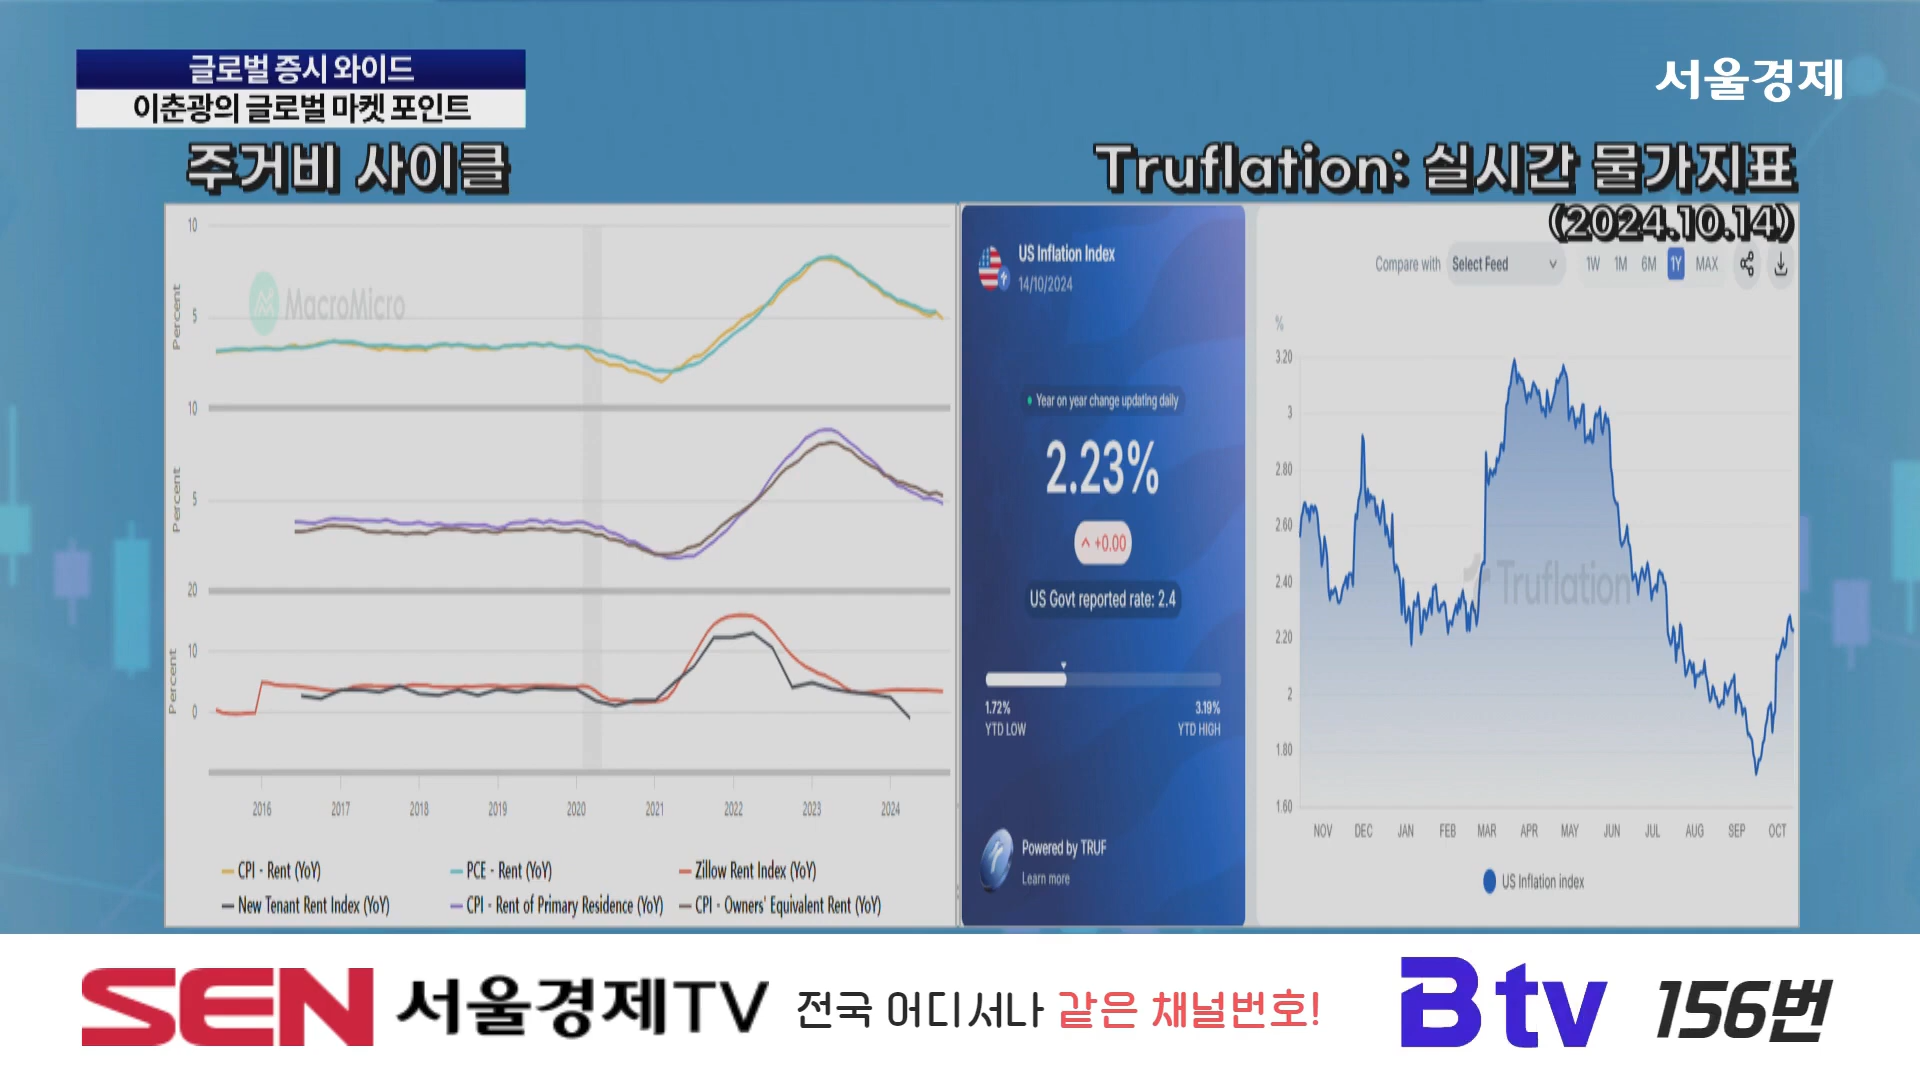 글로벌 증시 와이드
이춘광의 글로벌 마켓 포인트
서울경제
주거비 사이클
Truflation: 실시간 물가지표
(2024.10.14)
10
Percent
5
MacroMicro
10
Percent
5
20
Percent
10
0
2016 2017 2018 2019 2020 2021 2022 2023 2024
CPI - Rent (YoY) PCE - Rent (YoY) Zillow Rent Index (YoY)
New Tenant Rent Index (YoY) CPI - Rent of Primary Residence (YoY) CPI - Owners' Equivalent Rent (YoY)
US Inflation Index
14/10/2024
Year on year change updating daily
2.23%
+0.00
US Govt reported rate: 2.4
1.72% 3.19%
YTD LOW YTD HIGH
Powered by TRUF
Learn more
Compare with Select Feed 1W 1M 6M 1Y MAX
%
3.20
3
2.80
2.60
2.40
2.20
2
1.80
1.60
Truflation
NOV DEC JAN FEB MAR APR MAY JUN JUL AUG SEP OCT
US Inflation index
SEN 서울경제TV 전국 어디서나 같은 채널번호! B tv 156번